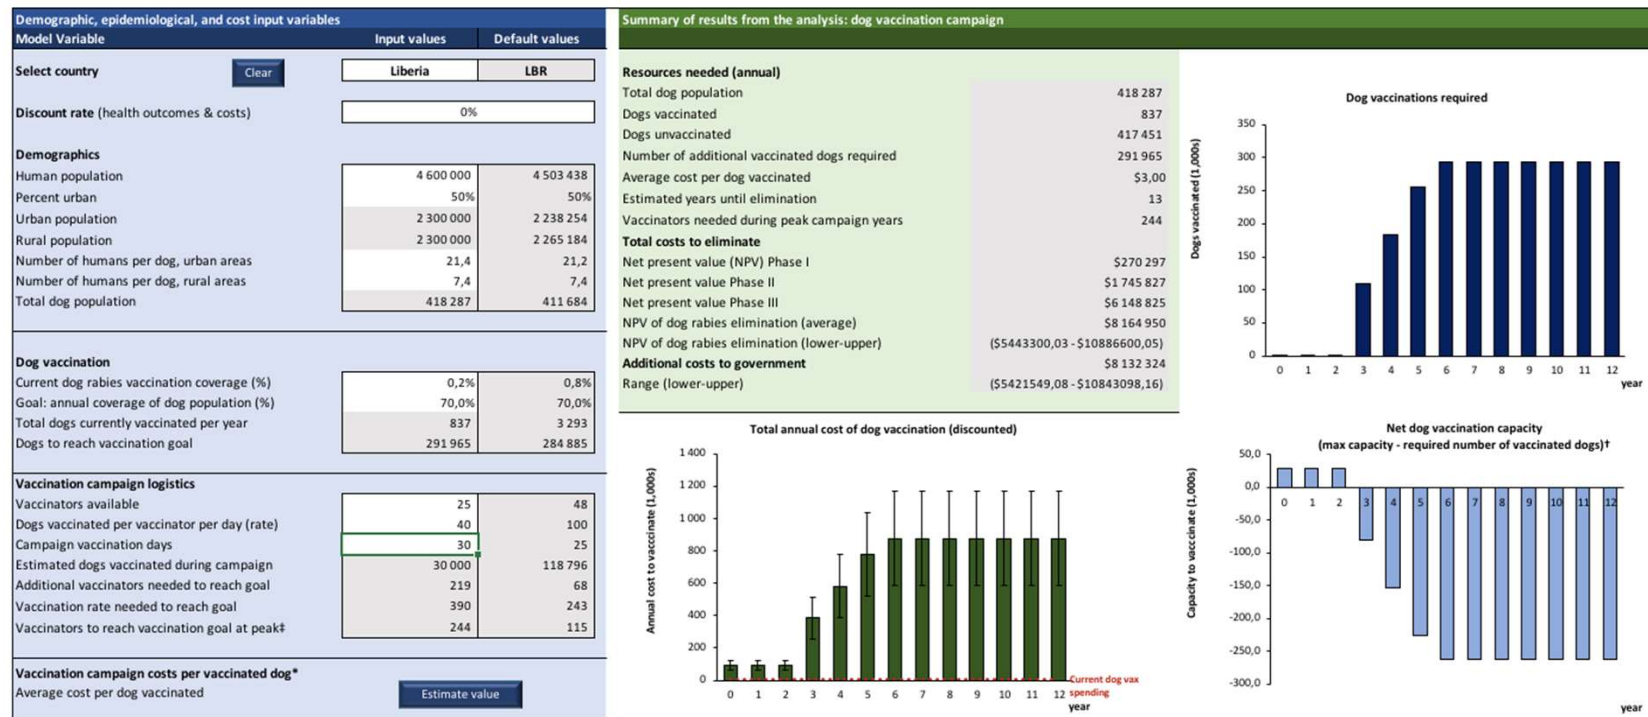 Demographic, epidemiological, and cost input variables
Model Variable Input values Default values
Select country Clear Liberia LBR
Discount rate (health outcomes & costs) 0%
Demographics
Human population 4 600 000 4 503 438
Percent urban 50% 50%
Urban population 2 300 000 2 238 254
Rural population 2 300 000 2 265 184
Number of humans per dog, urban areas 21,4 21,2
Number of humans per dog, rural areas 7,4 7,4
Total dog population 418 287 411 684
Dog vaccination
Current dog rabies vaccination coverage (%) 0,2% 0,8%
Goal: annual coverage of dog population (%) 70,0% 70,0%
Total dogs currently vaccinated per year 837 3 293
Dogs to reach vaccination goal 291 965 284 885
Vaccination campaign logistics
Vaccinators available 25 48
Dogs vaccinated per vaccinator per day (rate) 40 100
Campaign vaccination days 30 25
Estimated dogs vaccinated during campaign 30 000 118 796
Additional vaccinators needed to reach goal 219 68
Vaccination rate needed to reach goal 390 243
Vaccinators to reach vaccination goal at peak‡ 244 115
Vaccination campaign costs per vaccinated dog*
Average cost per dog vaccinated Estimate value
Summary of results from the analysis: dog vaccination campaign
Resources needed (annual)
Total dog population 418 287
Dogs vaccinated 837
Dogs unvaccinated 417 451
Number of additional vaccinated dogs required 291 965
Average cost per dog vaccinated $3,00
Estimated years until elimination 13
Vaccinators needed during peak campaign years 244
Total costs to eliminate
Net present value (NPV) Phase I $270 297
Net present value Phase II $1 745 827
Net present value Phase III $6 148 825
NPV of dog rabies elimination (average) $8 164 950
NPV of dog rabies elimination (lower-upper) ($5443300,03 - $10886600,05)
Additional costs to government $8 132 324
Range (lower-upper) ($5421549,08 - $10843098,16)
Dog vaccinations required
Dogs vaccinated (1,000s)
350
300
250
200
150
100
50
0
0 1 2 3 4 5 6 7 8 9 10 11 12
year
Total annual cost of dog vaccination (discounted)
Annual cost to vacccinate (1,000s)
1 400
1 200
1 000
800
600
400
200
0
0 1 2 3 4 5 6 7 8 9 10 11 12
Current dog vax
spending
year
Net dog vaccination capacity
(max capacity - required number of vaccinated dogs)†
Capacity to vacccinate (1,000s)
50,0
0,0
-50,0
-100,0
-150,0
-200,0
-250,0
-300,0
0 1 2 3 4 5 6 7 8 9 10 11 12
year